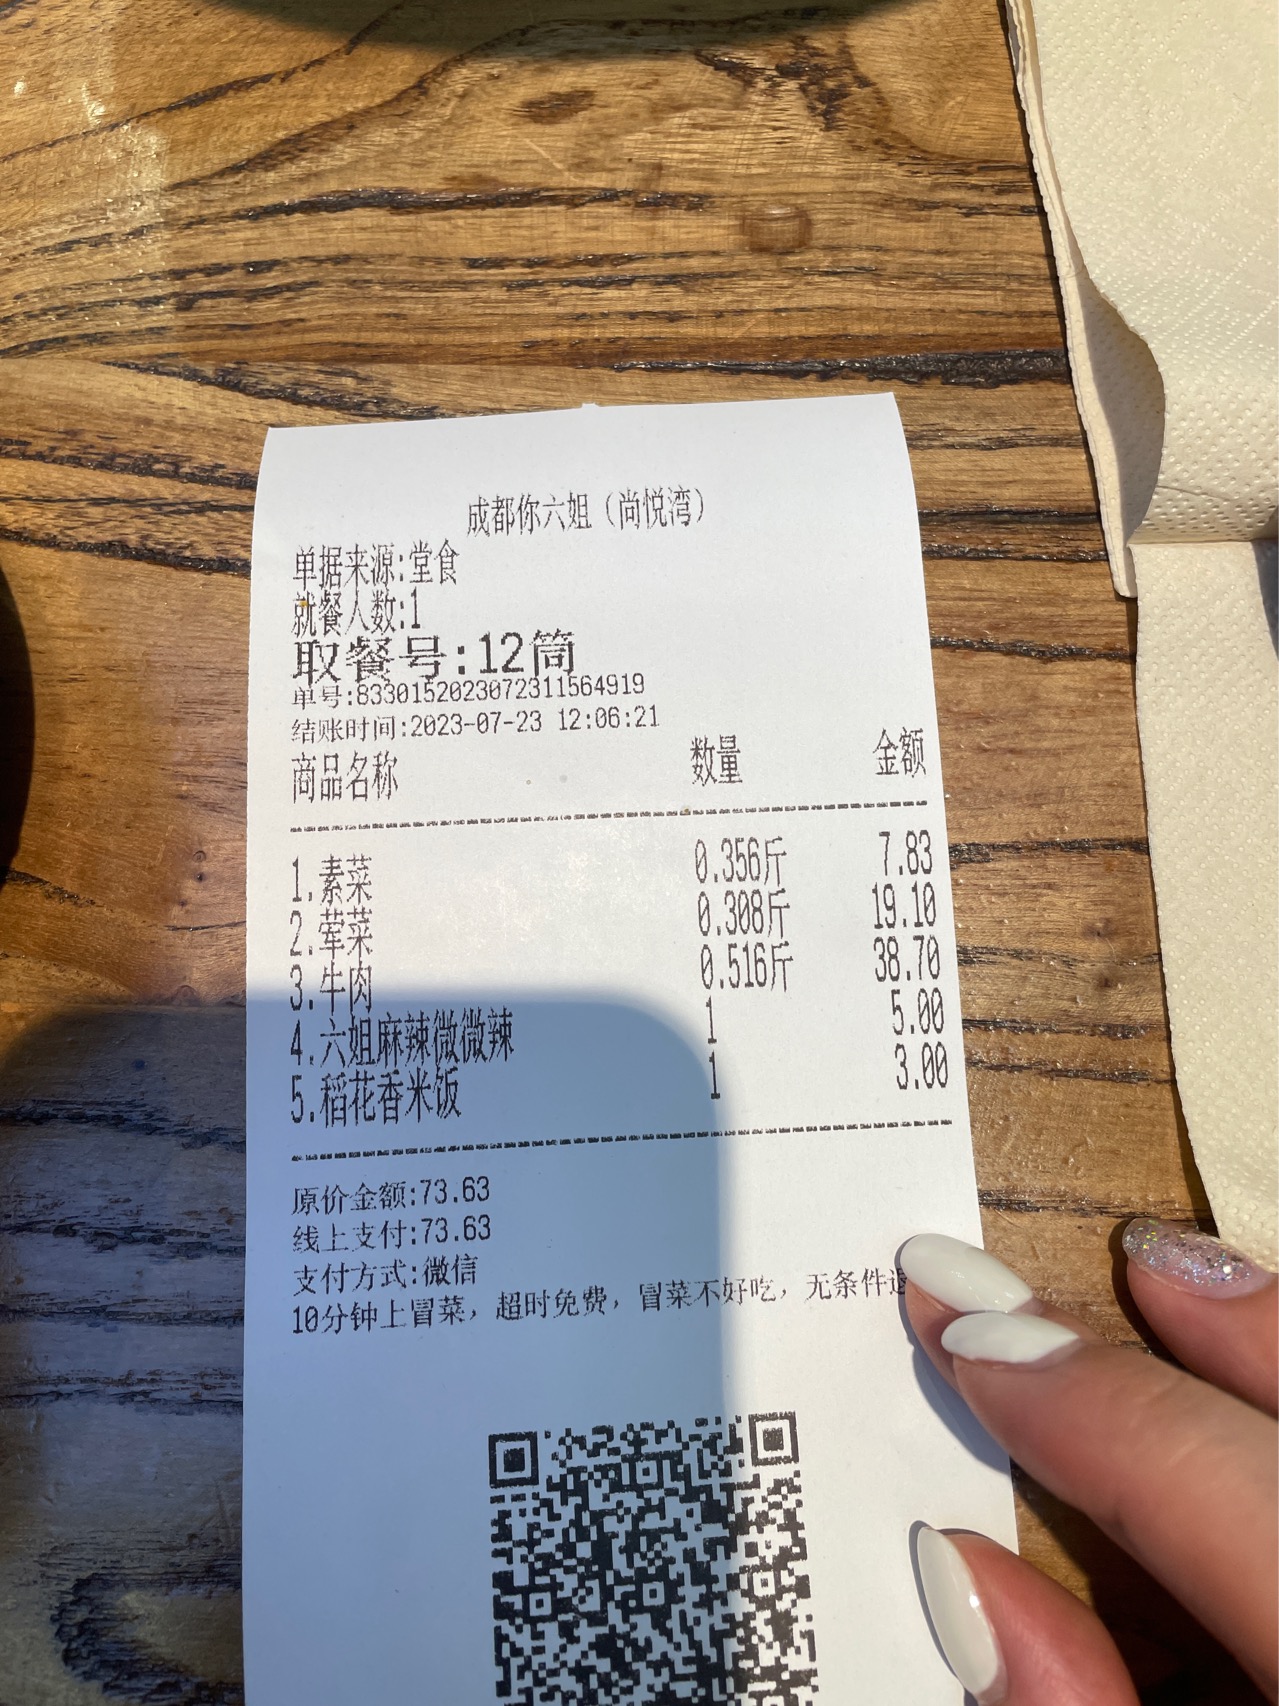 成都你六姐（尚悦湾）
单据来源:堂食
就餐人数:1
取餐号:12筒
单号:8330152023072311564919
结账时间:2023-07-23 12:06:21
商品名称 数量 金额
1.素菜 0.356斤 7.83
2.荤菜 0.308斤 19.10
3.牛肉 0.516斤 38.70
4.六姐麻辣微微辣 1 5.00
5.稻花香米饭 1 3.00
原价金额:73.63
线上支付:73.63
支付方式:微信
10分钟上冒菜，超时免费，冒菜不好吃，无条件退